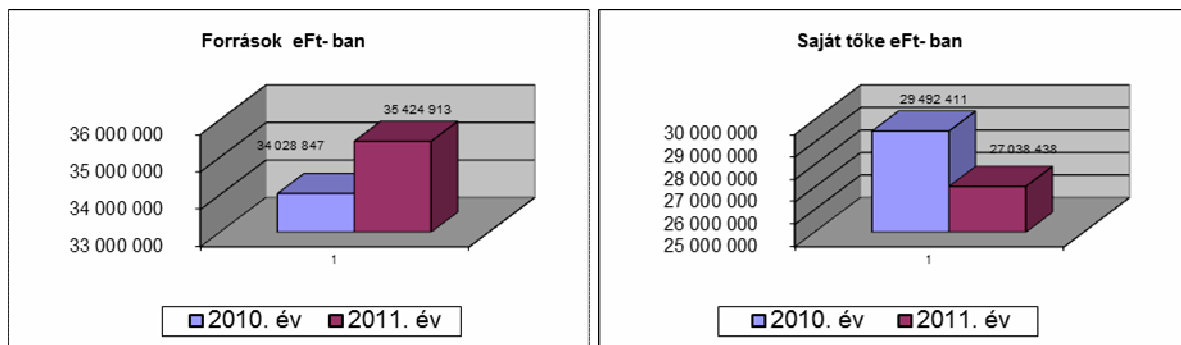 Források eFt- ban
35 424 913
34 028 847
36 000 000
35 000 000
34 000 000
33 000 000
1
2010. év 2011. év
Saját tőke eFt- ban
29 492 411
27 038 438
30 000 000
29 000 000
28 000 000
27 000 000
26 000 000
25 000 000
1
2010. év 2011. év